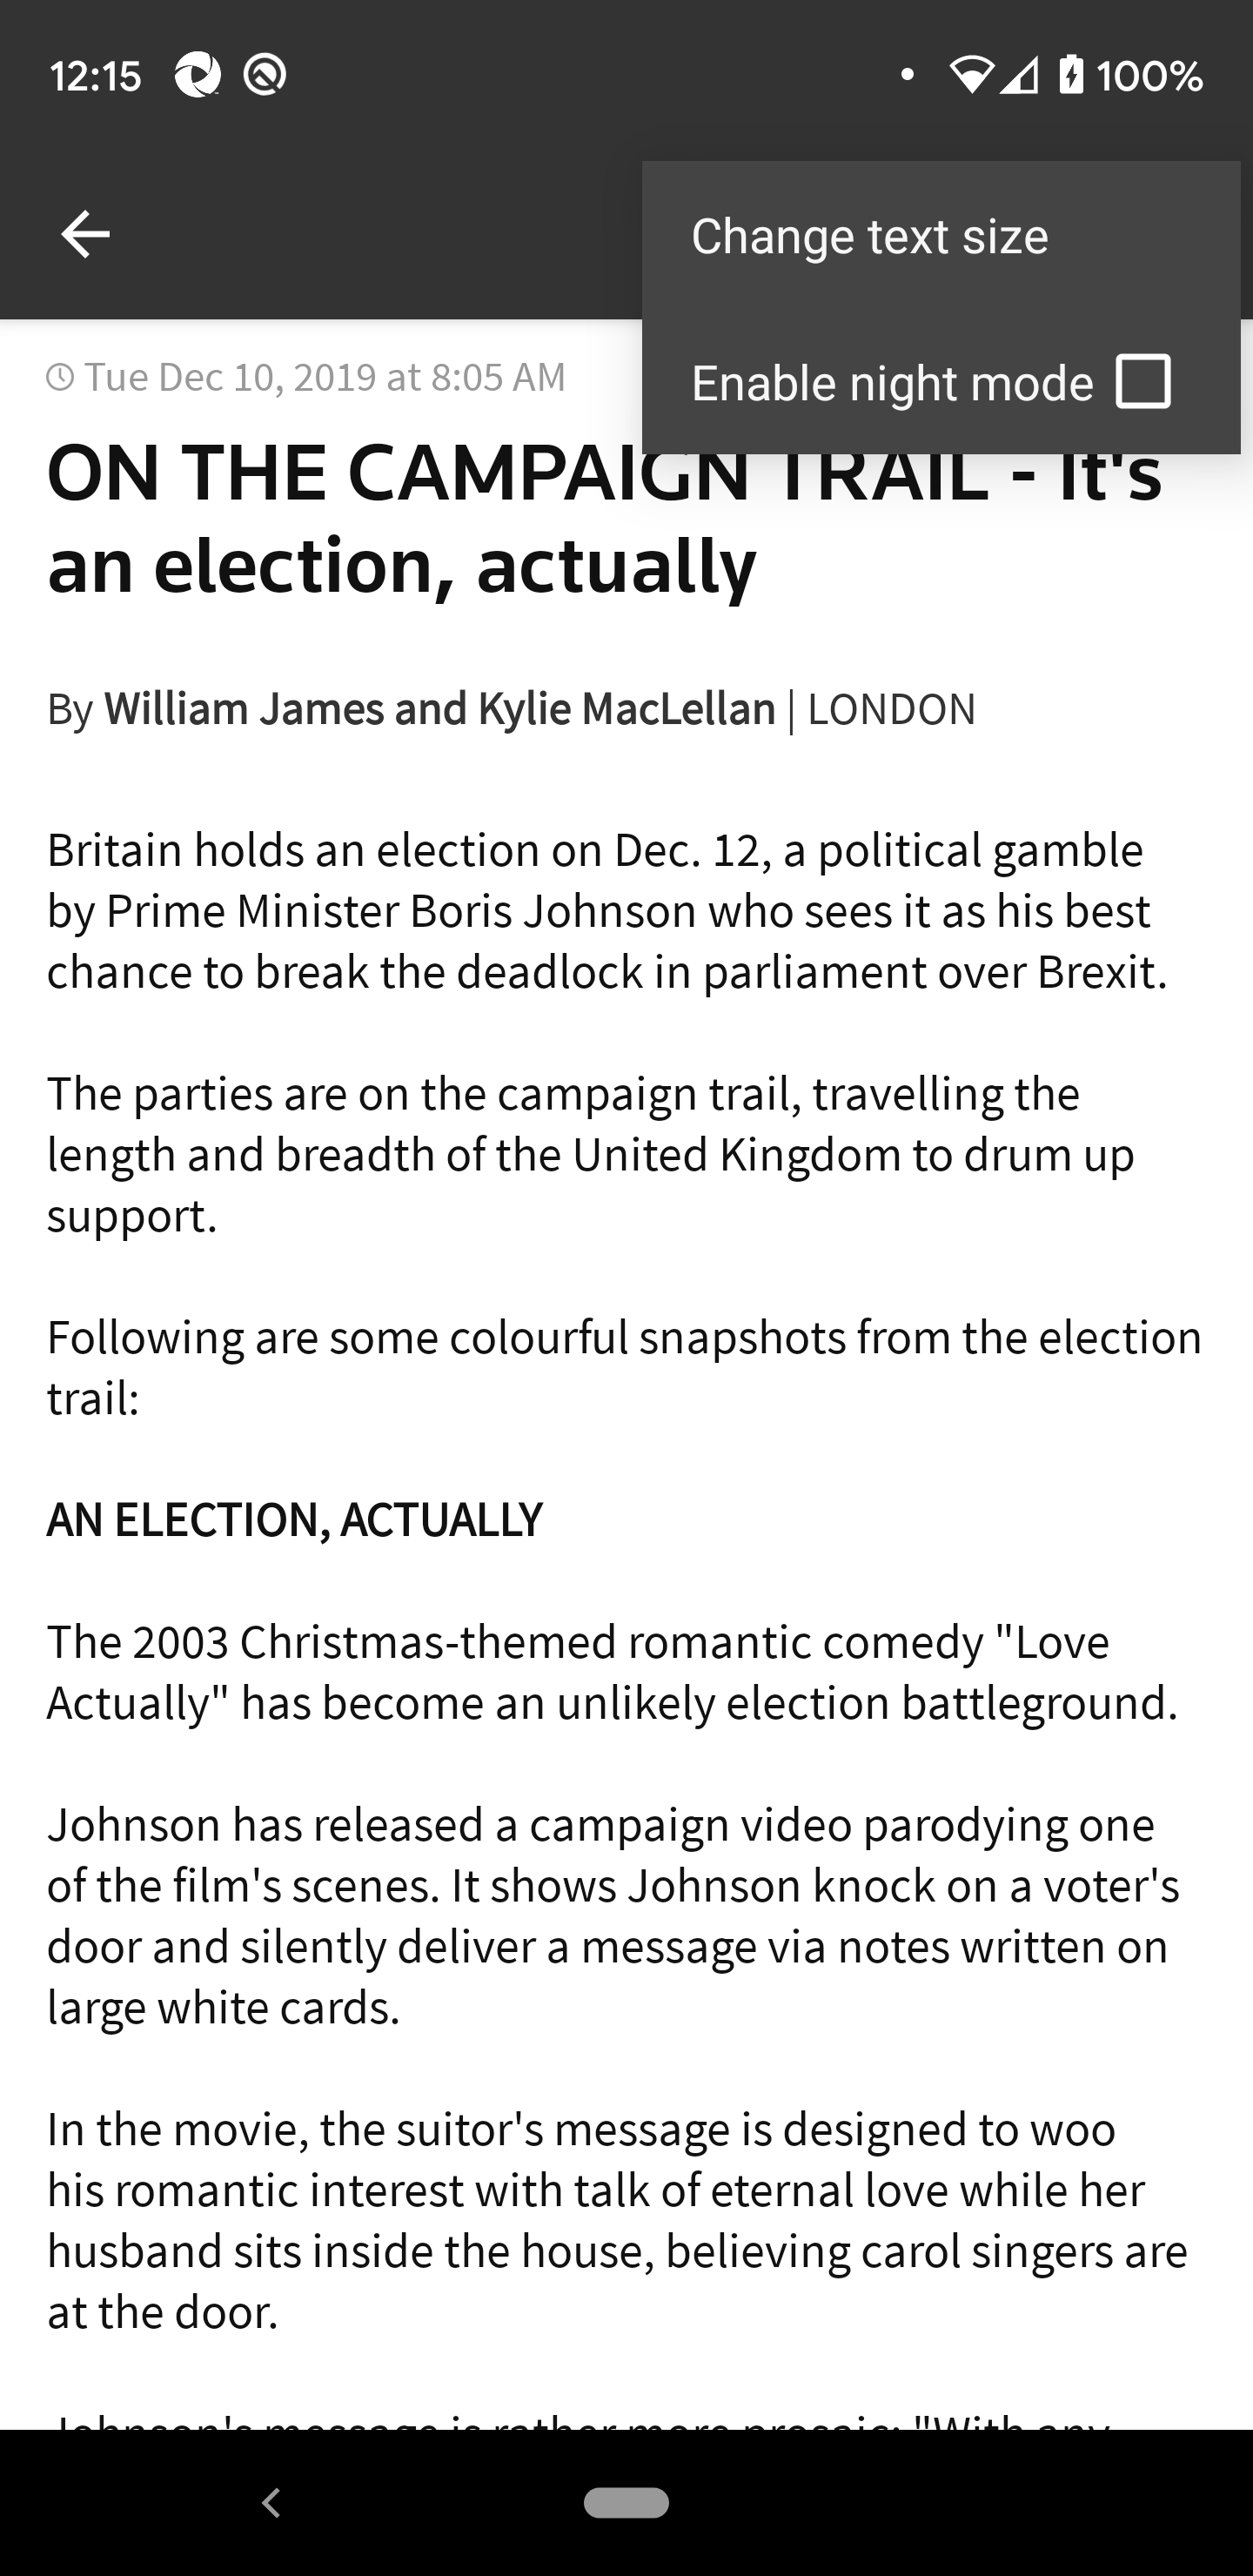 12:15
100%
Change text size
Enable night mode
Tue Dec 10, 2019 at 8:05 AM
ON THE CAMPAIGN TRAIL - It's
an election, actually
By William James and Kylie MacLellan | LONDON
Britain holds an election on Dec. 12, a political gamble
by Prime Minister Boris Johnson who sees it as his best
chance to break the deadlock in parliament over Brexit.
The parties are on the campaign trail, travelling the
length and breadth of the United Kingdom to drum up
support.
Following are some colourful snapshots from the election
trail:
AN ELECTION, ACTUALLY
The 2003 Christmas-themed romantic comedy "Love
Actually" has become an unlikely election battleground.
Johnson has released a campaign video parodying one
of the film's scenes. It shows Johnson knock on a voter's
door and silently deliver a message via notes written on
large white cards.
In the movie, the suitor's message is designed to woo
his romantic interest with talk of eternal love while her
husband sits inside the house, believing carol singers are
at the door.
Johnson's message is rather more prosaic: "With any